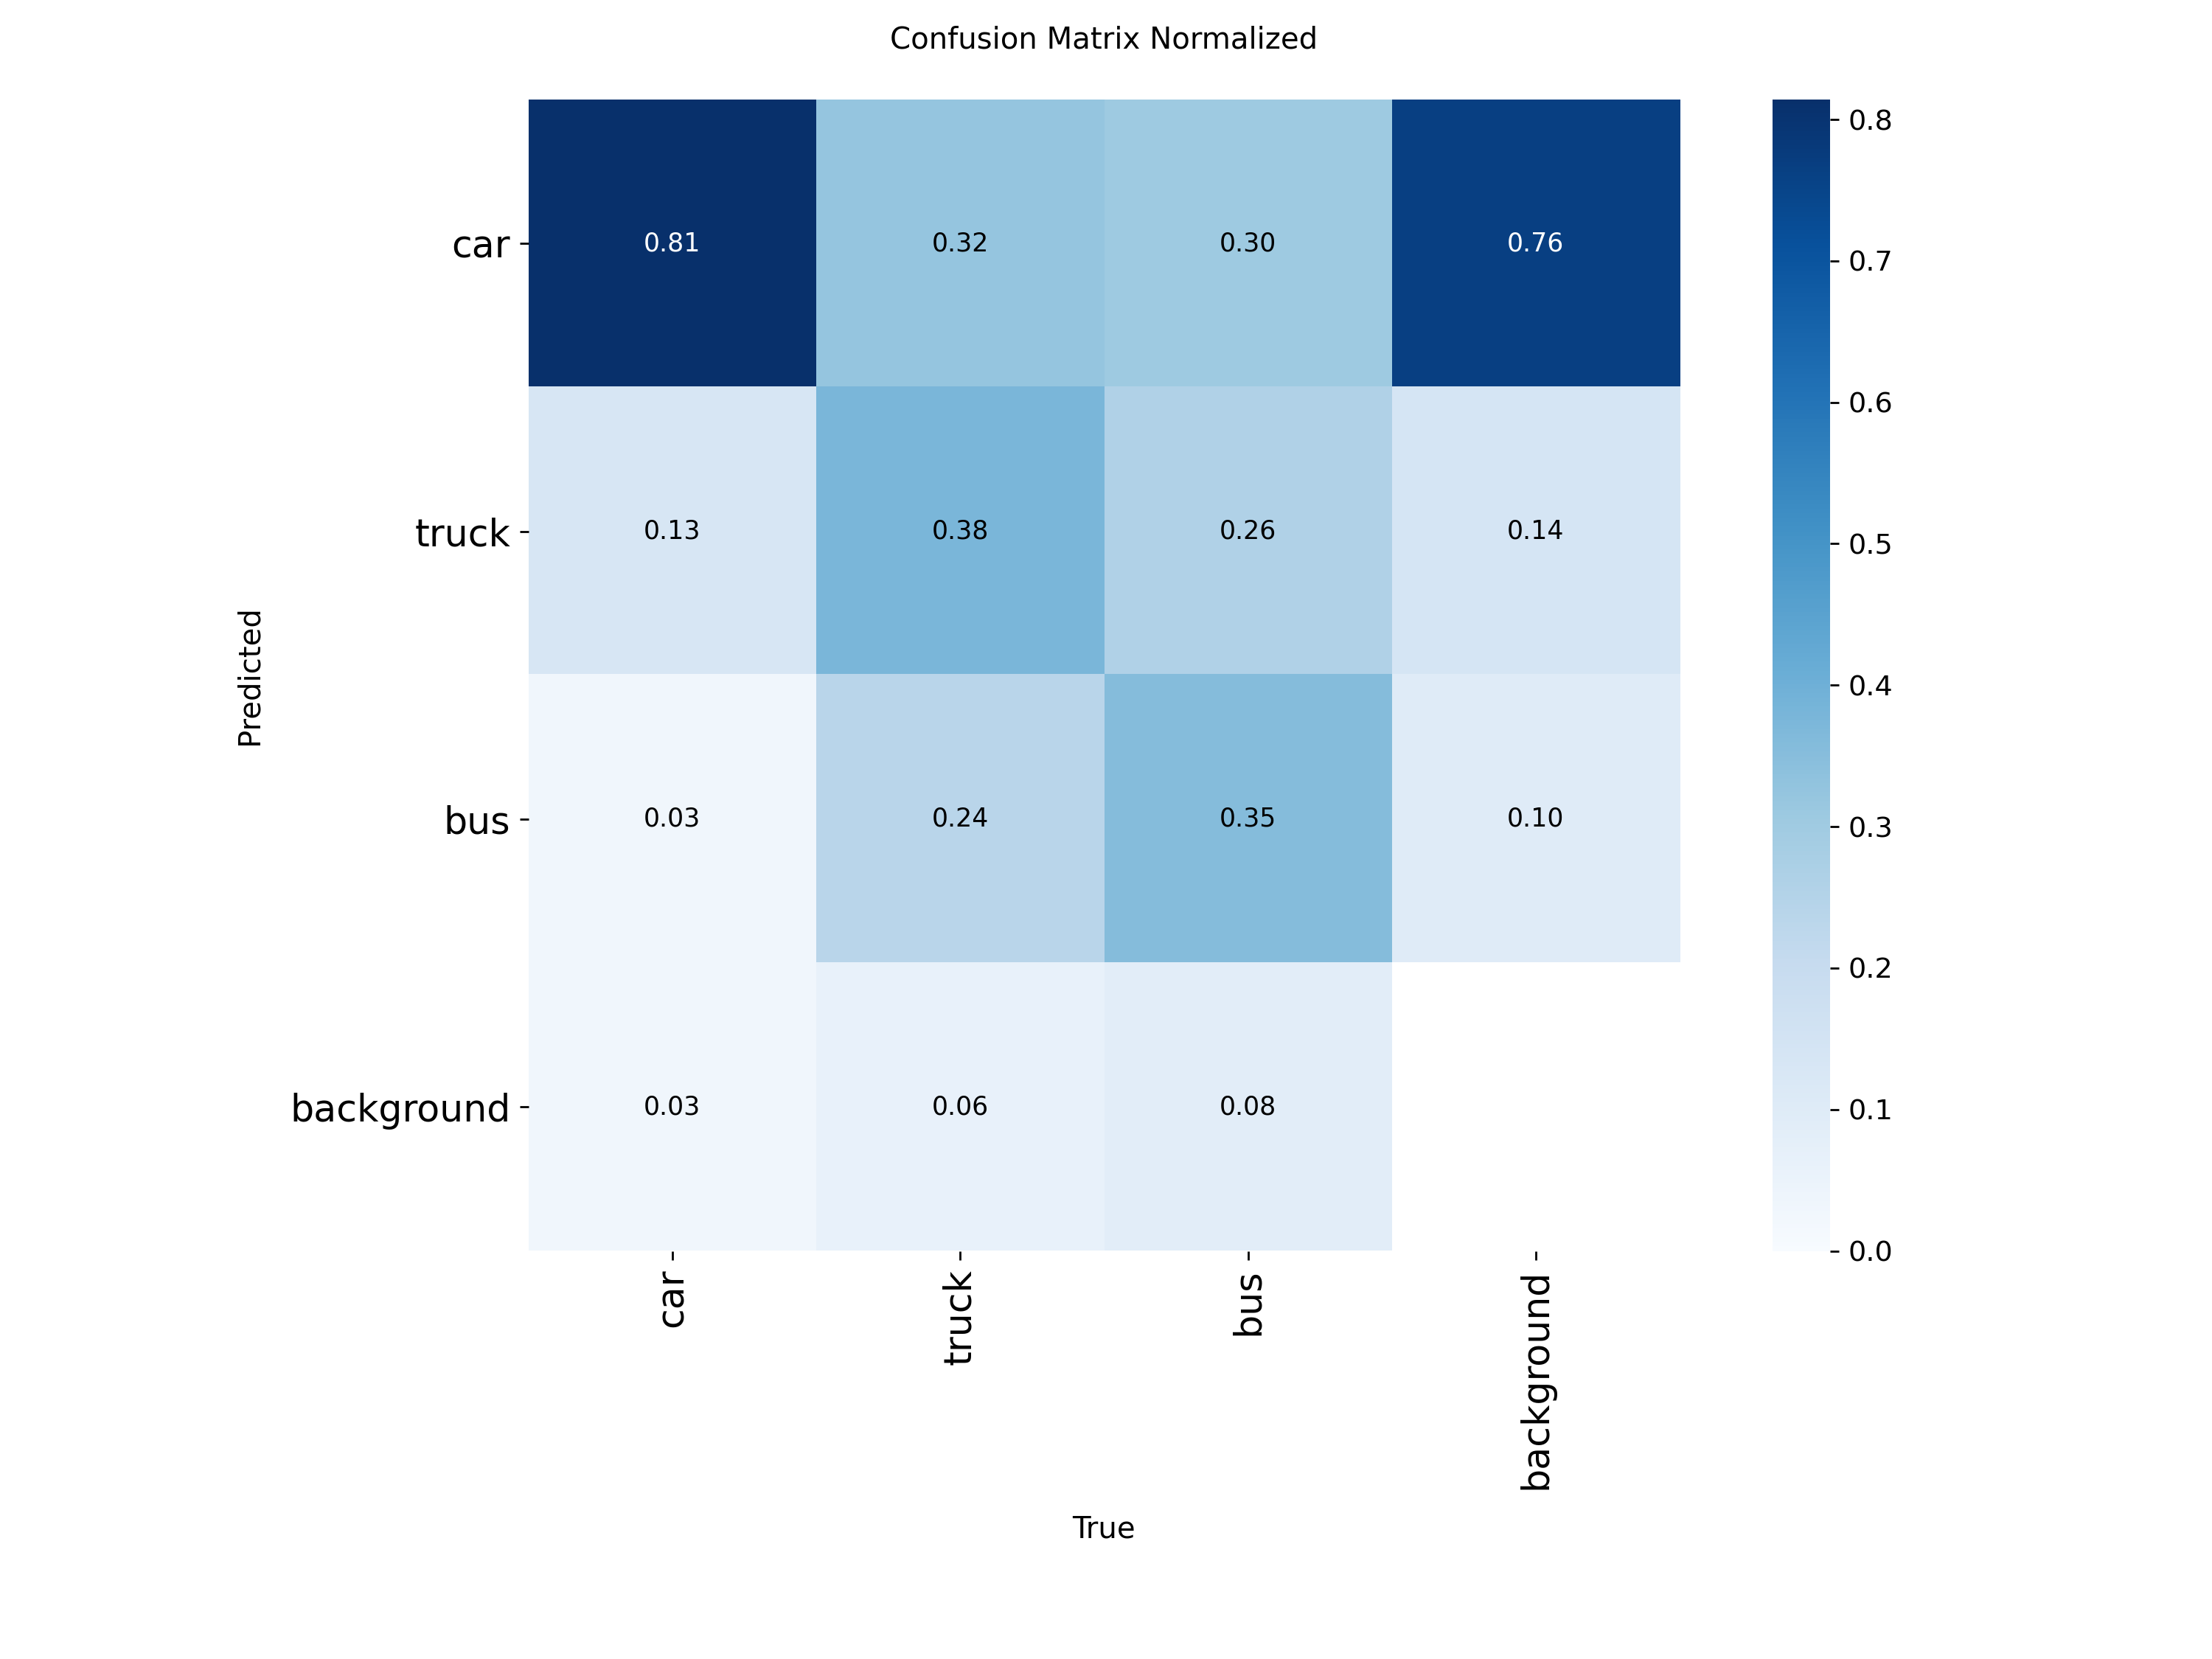 Confusion Matrix Normalized
0.8
car 0.81 0.32 0.30 0.76
0.7
0.6
truck 0.13 0.38 0.26 0.14
0.5
Predicted
0.4
bus 0.03 0.24 0.35 0.10
0.3
0.2
background 0.03 0.06 0.08
0.1
0.0
car truck bus background
True